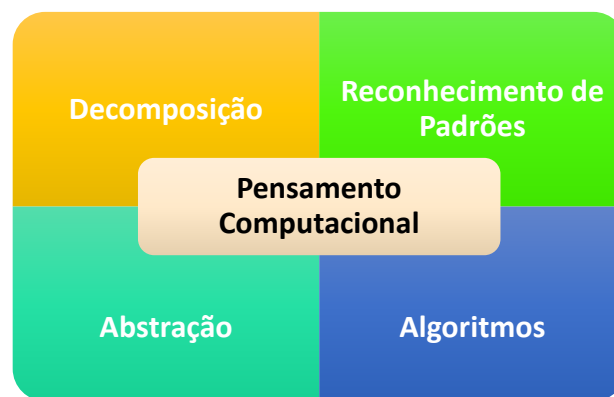 Decomposição
Reconhecimento de
Padrões
Pensamento
Computacional
Abstração
Algoritmos